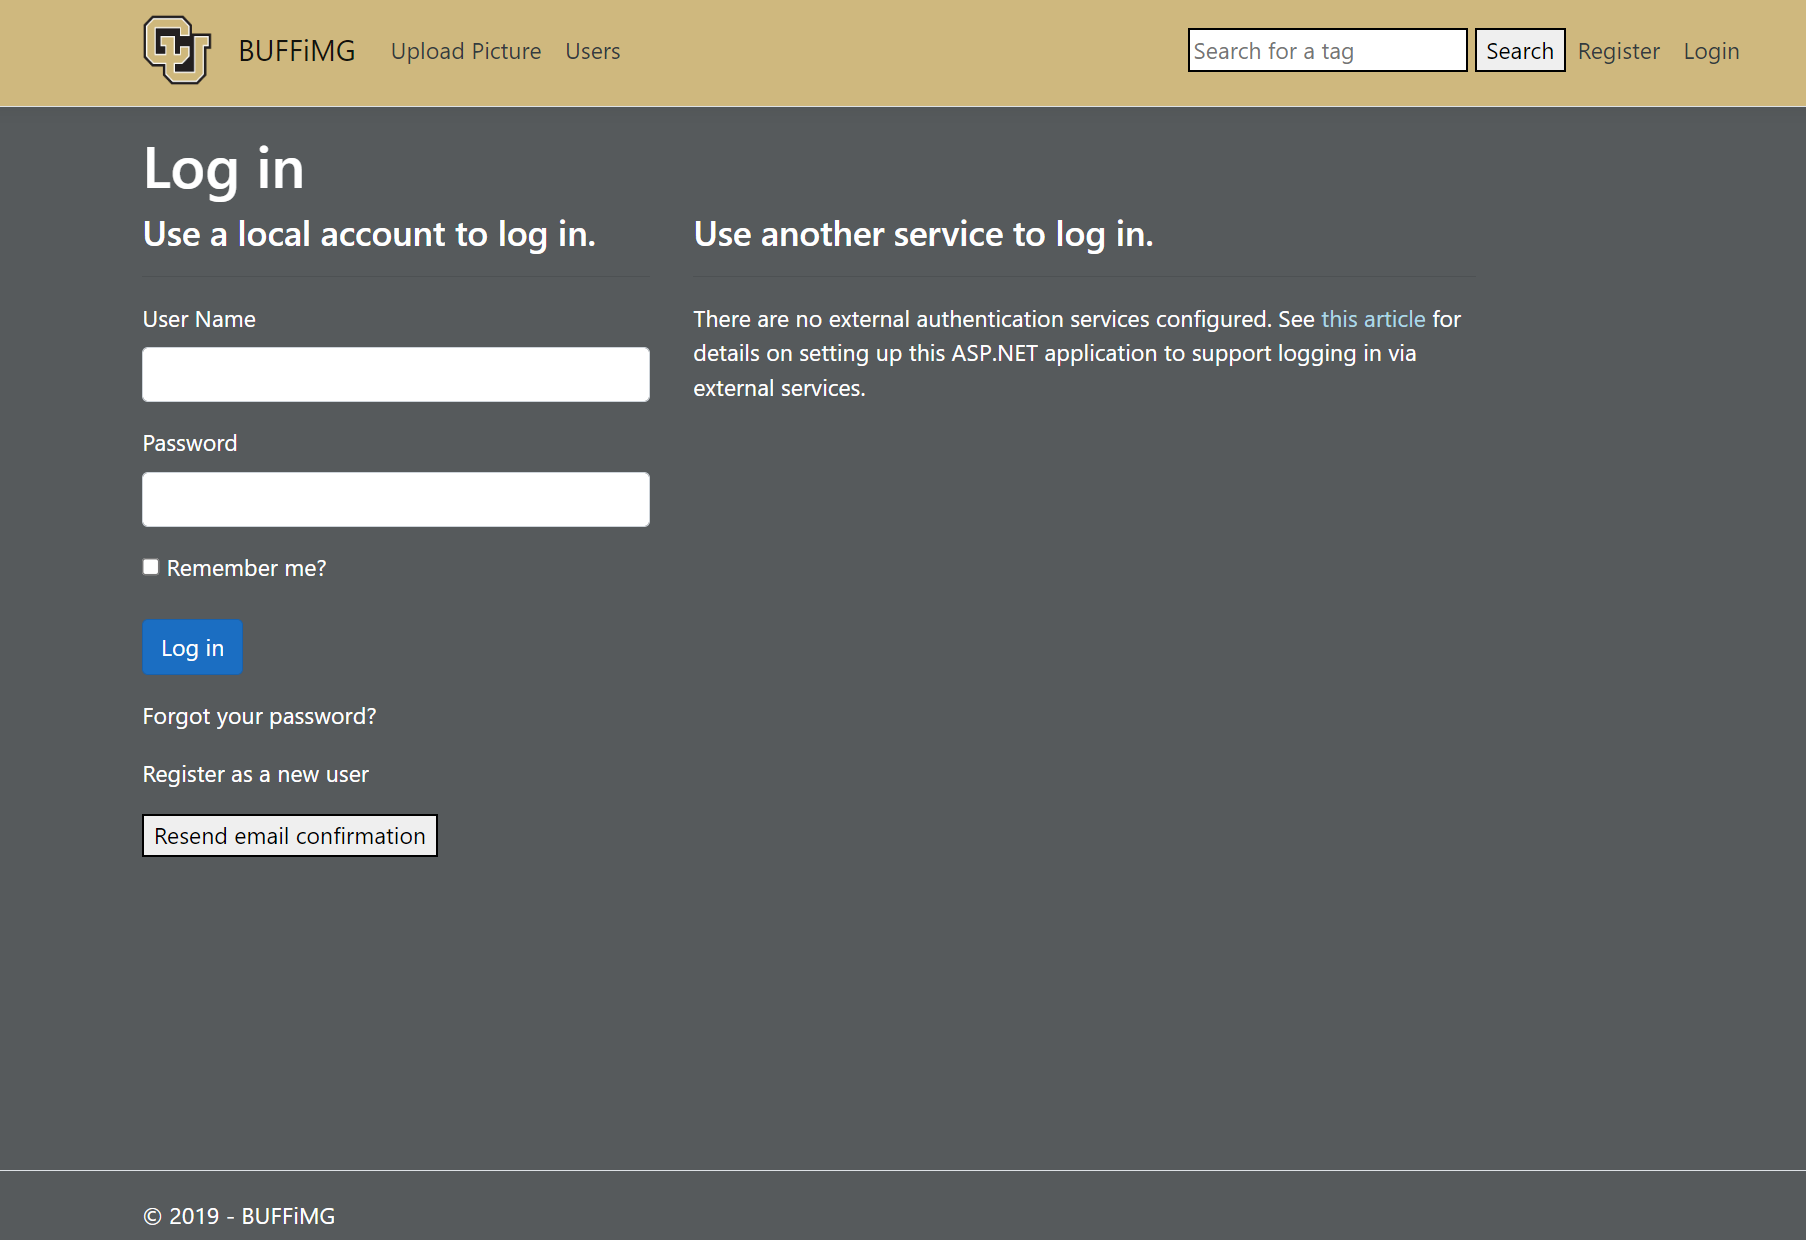 CU
BUFFiMG Upload Picture Users Search for a tag Search Register Login
Log in
Use a local account to log in.
User Name
Password
Remember me?
Log in
Forgot your password?
Register as a new user
Resend email confirmation
Use another service to log in.
There are no external authentication services configured. See this article for
details on setting up this ASP.NET application to support logging in via
external services.
© 2019 - BUFFiMG